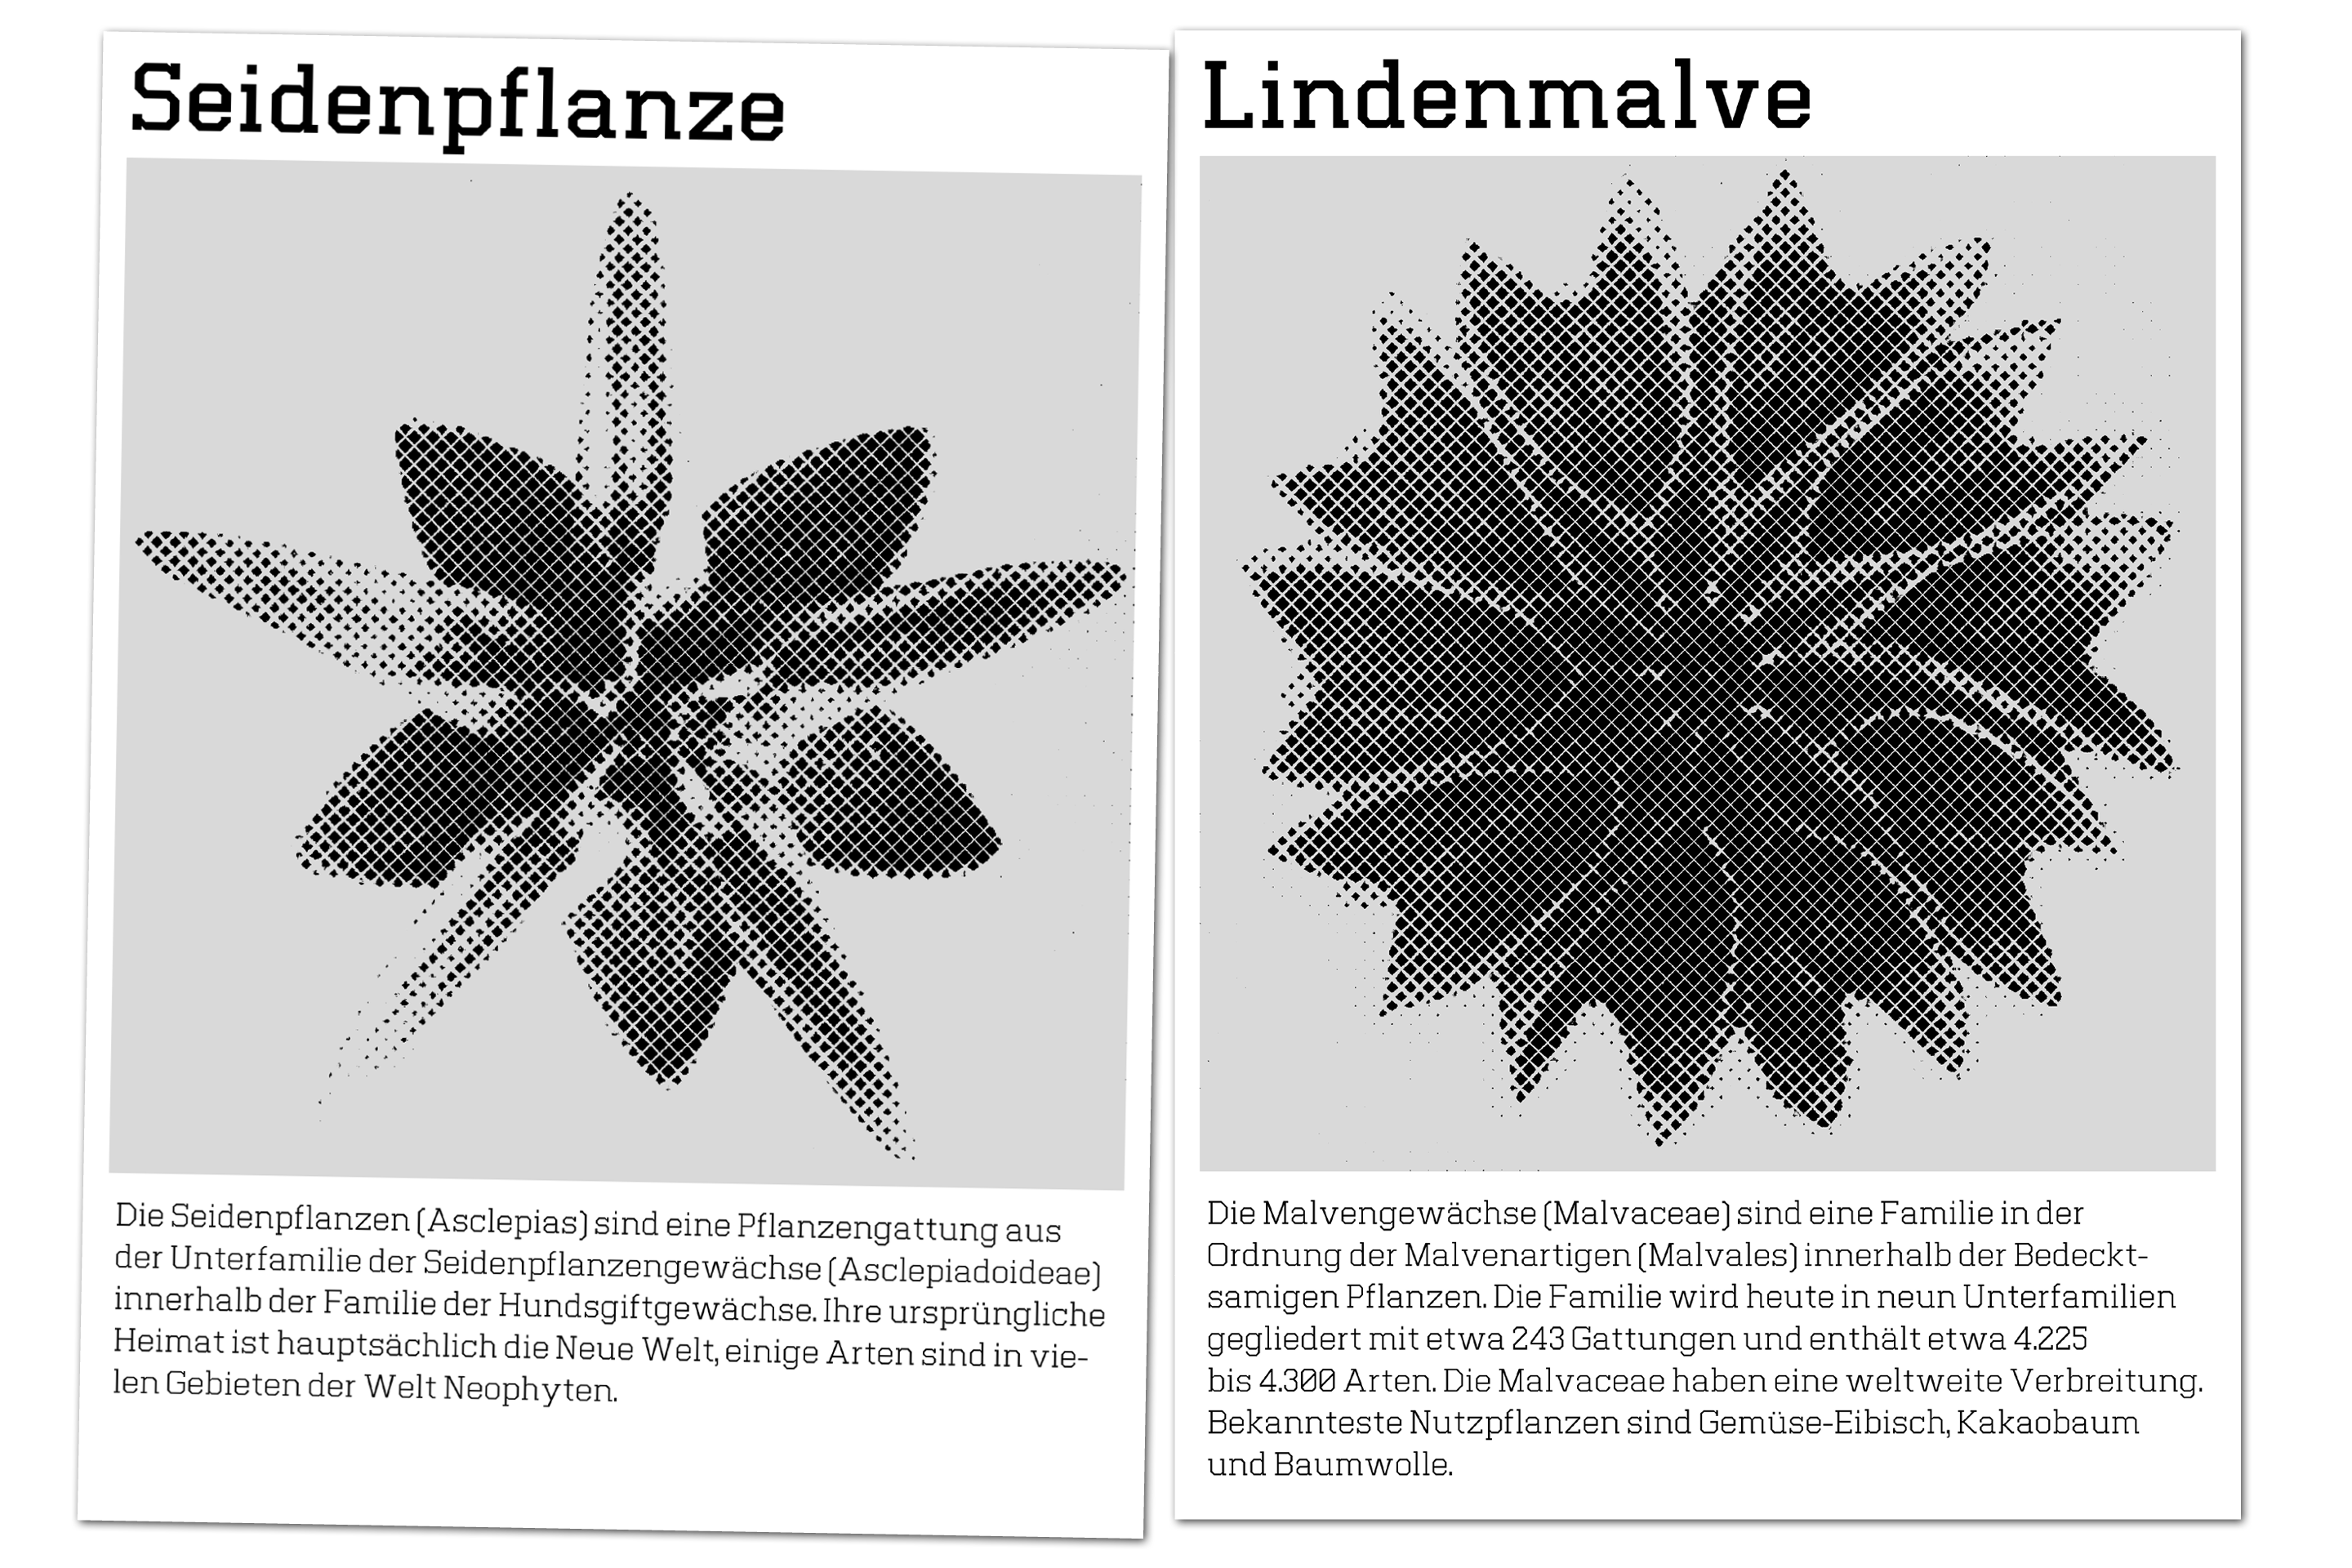 Seidenpflanze
Die Seidenpflanzen (Asclepias) sind eine Pflanzengattung aus
der Unterfamilie der Seidenpflanzengewächse (Asclepiadoideae)
innerhalb der Familie der Hundsgiftgewächse. Ihre ursprüngliche
Heimat ist hauptsächlich die Neue Welt, einige Arten sind in vie-
len Gebieten der Welt Neophyten.
Lindenmalve
Die Malvengewächse (Malvaceae) sind eine Familie in der
Ordnung der Malvenartigen (Malvales) innerhalb der Bedeckt-
samigen Pflanzen. Die Familie wird heute in neun Unterfamilien
gegliedert mit etwa 243 Gattungen und enthält etwa 4.225
bis 4.300 Arten. Die Malvaceae haben eine weltweite Verbreitung.
Bekannteste Nutzpflanzen sind Gemüse-Eibisch, Kakaobaum
und Baumwolle.